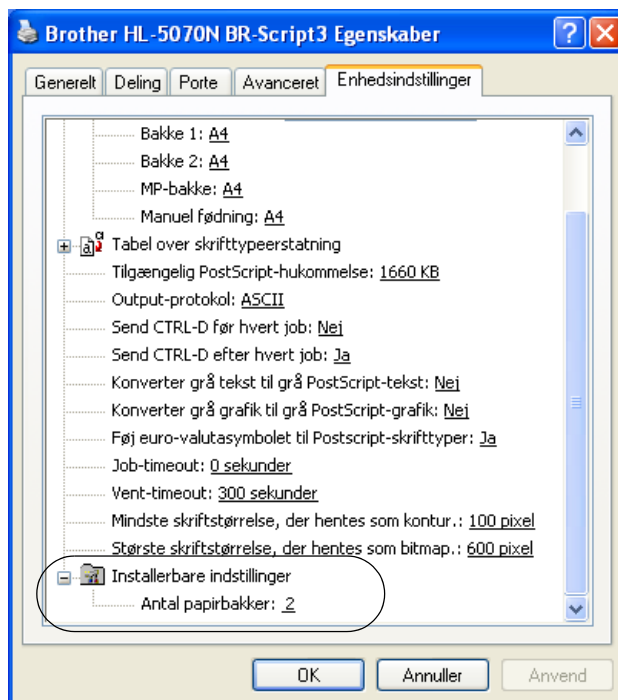 Brother HL-5070N BR-Script3 Egenskaber
Generelt Deling Porte Avanceret Enhedsindstillinger
Bakke 1: A4
Bakke 2: A4
MP-bakke: A4
Manuel fødning: A4
Tabel over skrifttypeerstatning
Tilgængelig PostScript-hukommelse: 1660 KB
Output-protokol: ASCII
Send CTRL-D før hvert job: Nej
Send CTRL-D efter hvert job: Ja
Konverter grå tekst til grå PostScript-tekst: Nej
Konverter grå grafik til grå PostScript-grafik: Nej
Føj euro-valutasymbolet til Postscript-skrifttyper: Ja
Job-timeout: 0 sekunder
Vent-timeout: 300 sekunder
Mindste skriftstørrelse, der hentes som kontur.: 100 pixel
Største skriftstørrelse, der hentes som bitmap.: 600 pixel
Installerbare indstillinger
Antal papirbakker: 2
OK Annuller Anvend